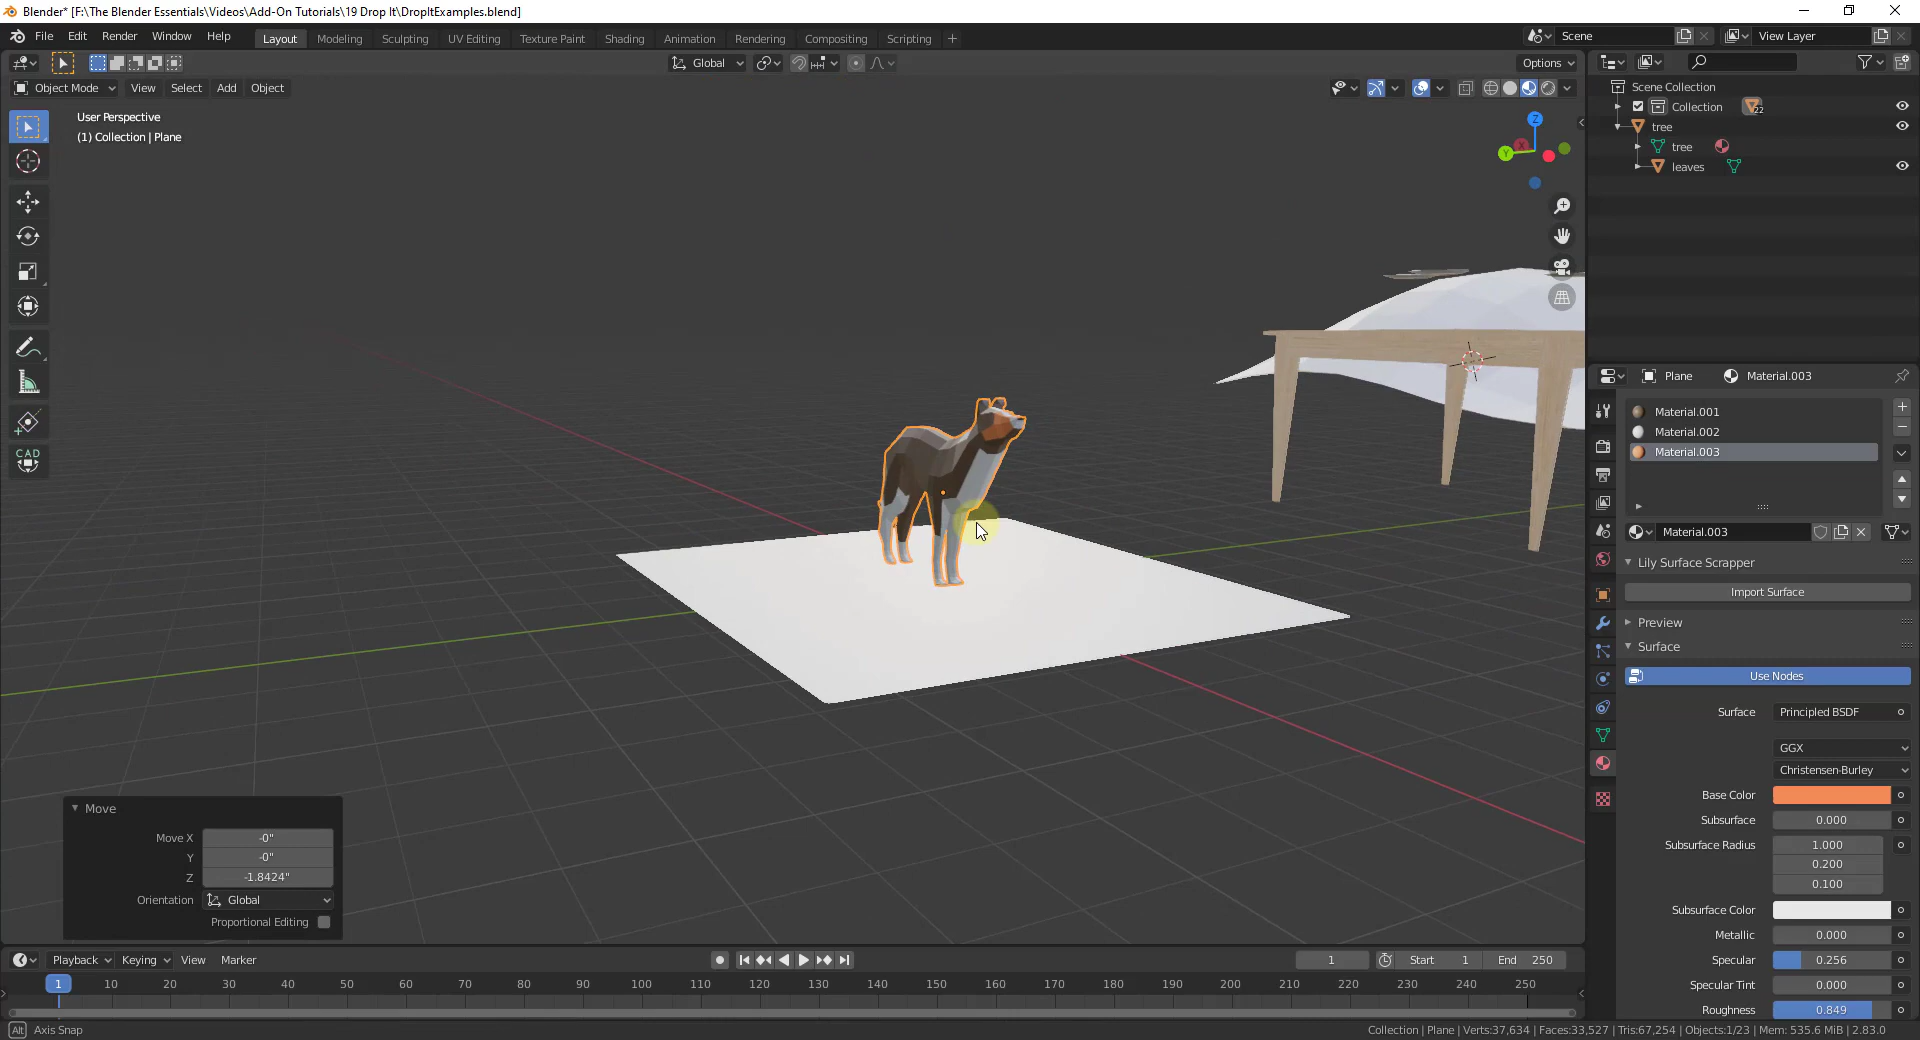 Blender* [F:\The Blender Essentials\Videos\Add-On Tutorials\19 Drop It\DropItExamples.blend]
File Edit Render Window Help Layout Modeling Sculpting UV Editing Texture Paint Shading Animation Rendering Compositing Scripting + Scene View Layer
Global Options
Object Mode View Select Add Object
User Perspective
(1) Collection | Plane
CAD
Z
Y
X
Scene Collection
Collection 22
tree
tree
leaves
Plane Material.003
Material.001
Material.002
Material.003
Material.003
Lily Surface Scrapper
Import Surface
Preview
Surface
Use Nodes
Surface Principled BSDF
GGX
Christensen-Burley
Base Color
Subsurface 0.000
Subsurface Radius 1.000
0.200
0.100
Subsurface Color
Metallic 0.000
Specular 0.256
Specular Tint 0.000
Roughness 0.849
Move
Move X -0"
Y -0"
Z -1.8424"
Orientation Global
Proportional Editing
Playback Keying View Marker 1 Start 1 End 250
1 10 20 30 40 50 60 70 80 90 100 110 120 130 140 150 160 170 180 190 200 210 220 230 240 250
Alt Axis Snap
Collection | Plane | Verts:37,634 | Faces:33,527 | Tris:67,254 | Objects:1/23 | Mem: 535.6 MiB | 2.83.0